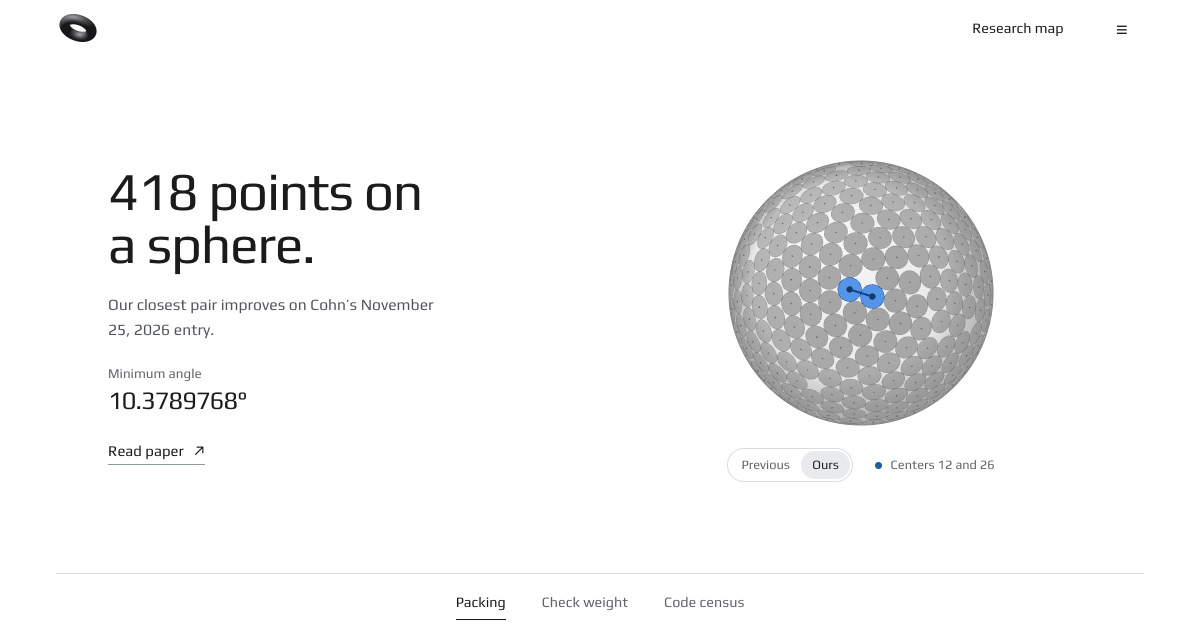 Research map
418 points on
a sphere.
Our closest pair improves on Cohn's November
25, 2026 entry.
Minimum angle
10.3789768°
Read paper
Previous
Ours
Centers 12 and 26
Packing
Check weight
Code census